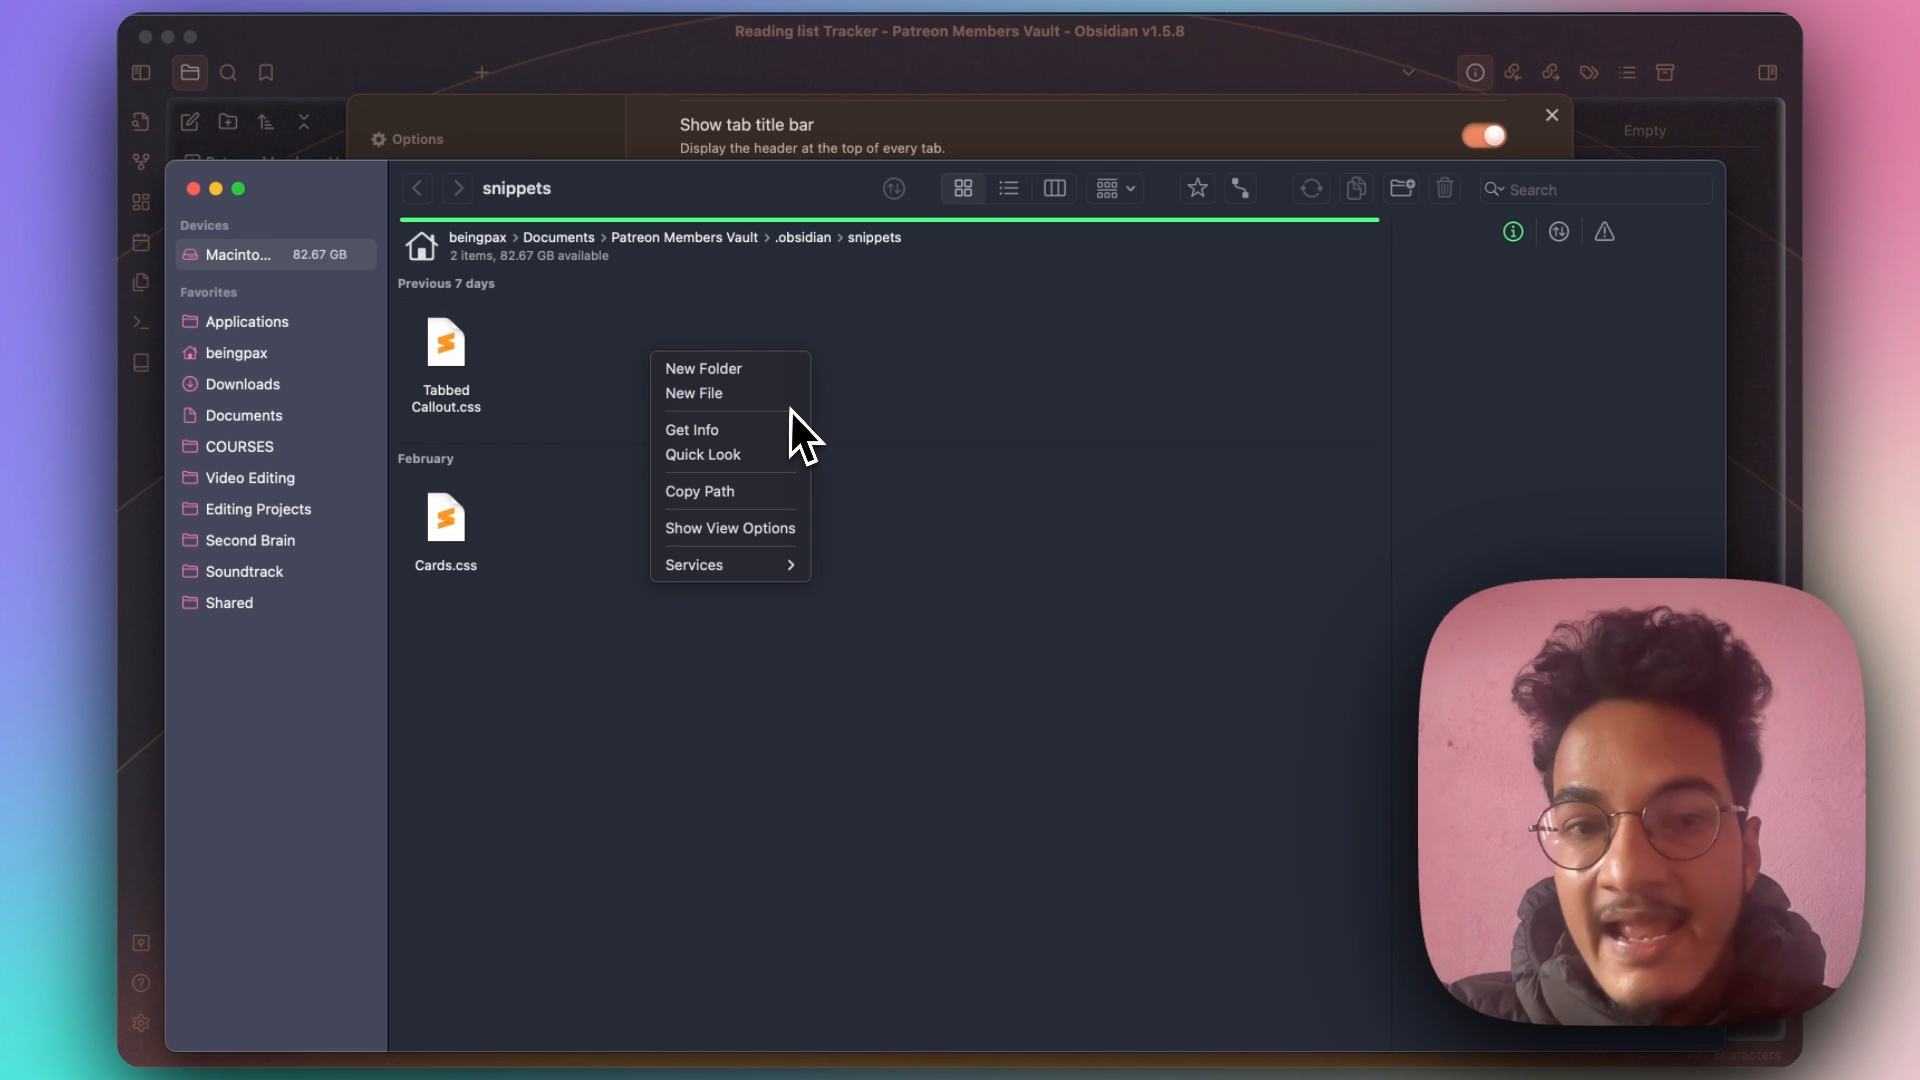 Reading list Tracker - Patreon Members Vault - Obsidian v1.5.8
Options
Show tab title bar
Display the header at the top of every tab.
Empty
snippets
Search
Devices
Macinto... 82.67 GB
Favorites
Applications
beingpax
Downloads
Documents
COURSES
Video Editing
Editing Projects
Second Brain
Soundtrack
Shared
beingpax > Documents > Patreon Members Vault > .obsidian > snippets
2 items, 82.67 GB available
Previous 7 days
Tabbed
Callout.css
February
Cards.css
New Folder
New File
Get Info
Quick Look
Copy Path
Show View Options
Services
characters